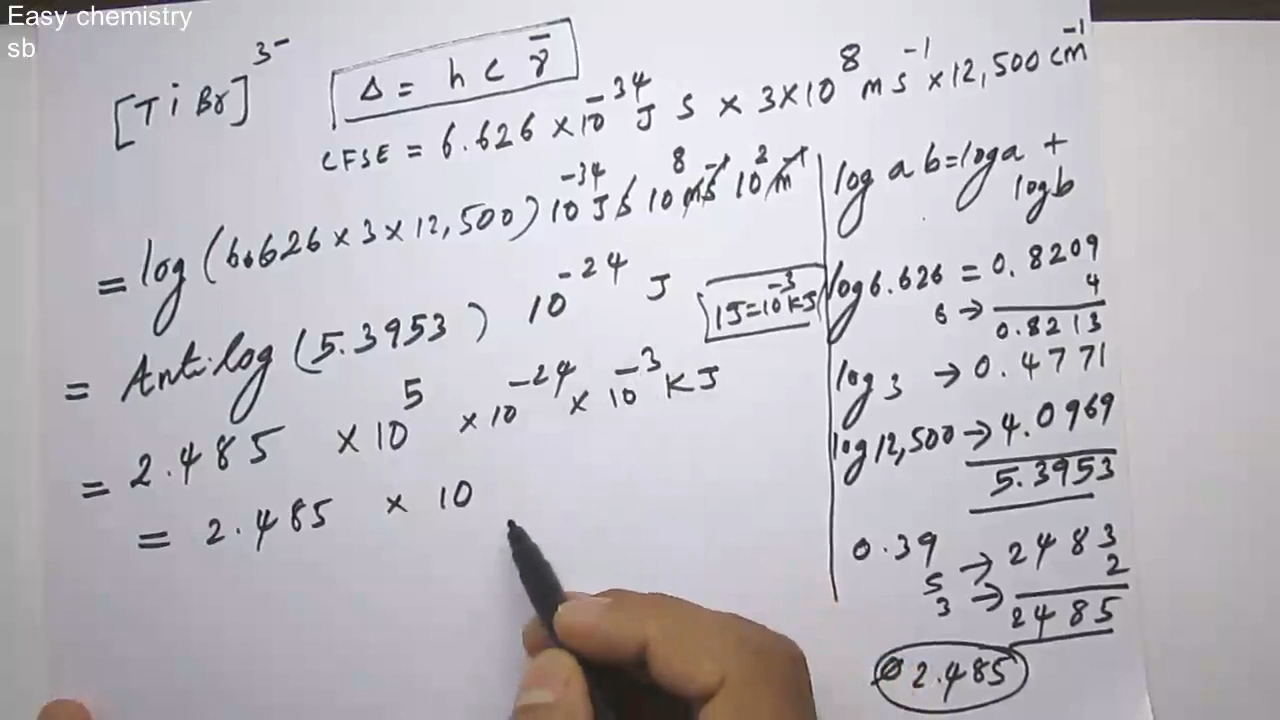 Easy chemistry
sb
[Ti Br]³⁻
Δ = h c ν̄
CFSE = 6.626 × 10⁻³⁴ J s × 3×10⁸ m s⁻¹ × 12,500 cm⁻¹
= log (6.626 × 3 × 12,500) 10⁻³⁴ J s 10⁸ m s⁻¹ 10² m⁻¹
= Antilog (5.3953) 10⁻²⁴ J
1J = 10⁻³ KJ
= 2.485 × 10⁵ × 10⁻²⁴ × 10⁻³ KJ
= 2.485 × 10
log a b = log a +
log b
log 6.626 = 0.8209
6 → 4
0.8213
log 3 → 0.4771
log 12,500 → 4.0969
5.3953
0.39
5 → 2483
3 → 2
2485
2.485